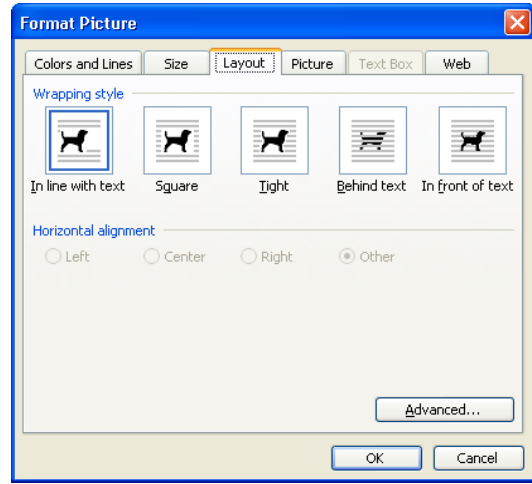 Format Picture
Colors and Lines Size Layout Picture Text Box Web
Wrapping style
In line with text Square Tight Behind text In front of text
Horizontal alignment
Left Center Right Other
Advanced...
OK Cancel